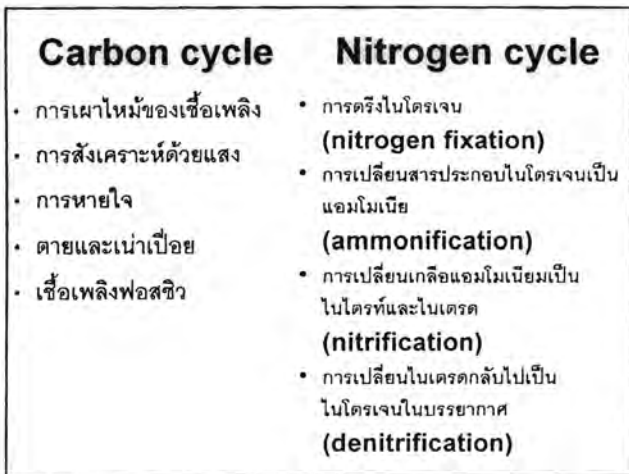 Carbon cycle
• การเผาไหม้ของเชื้อเพลิง
• การสังเคราะห์ด้วยแสง
• การหายใจ
• ตายและเน่าเปื่อย
• เชื้อเพลิงฟอสซิว
Nitrogen cycle
• การตรึงไนโตรเจน
(nitrogen fixation)
• การเปลี่ยนสารประกอบไนโตรเจนเป็น
แอมโมเนีย
(ammonification)
• การเปลี่ยนเกลือแอมโมเนียมเป็น
ไนไตรท์และไนเตรต
(nitrification)
• การเปลี่ยนไนเตรตกลับไปเป็น
ไนโตรเจนในบรรยากาศ
(denitrification)